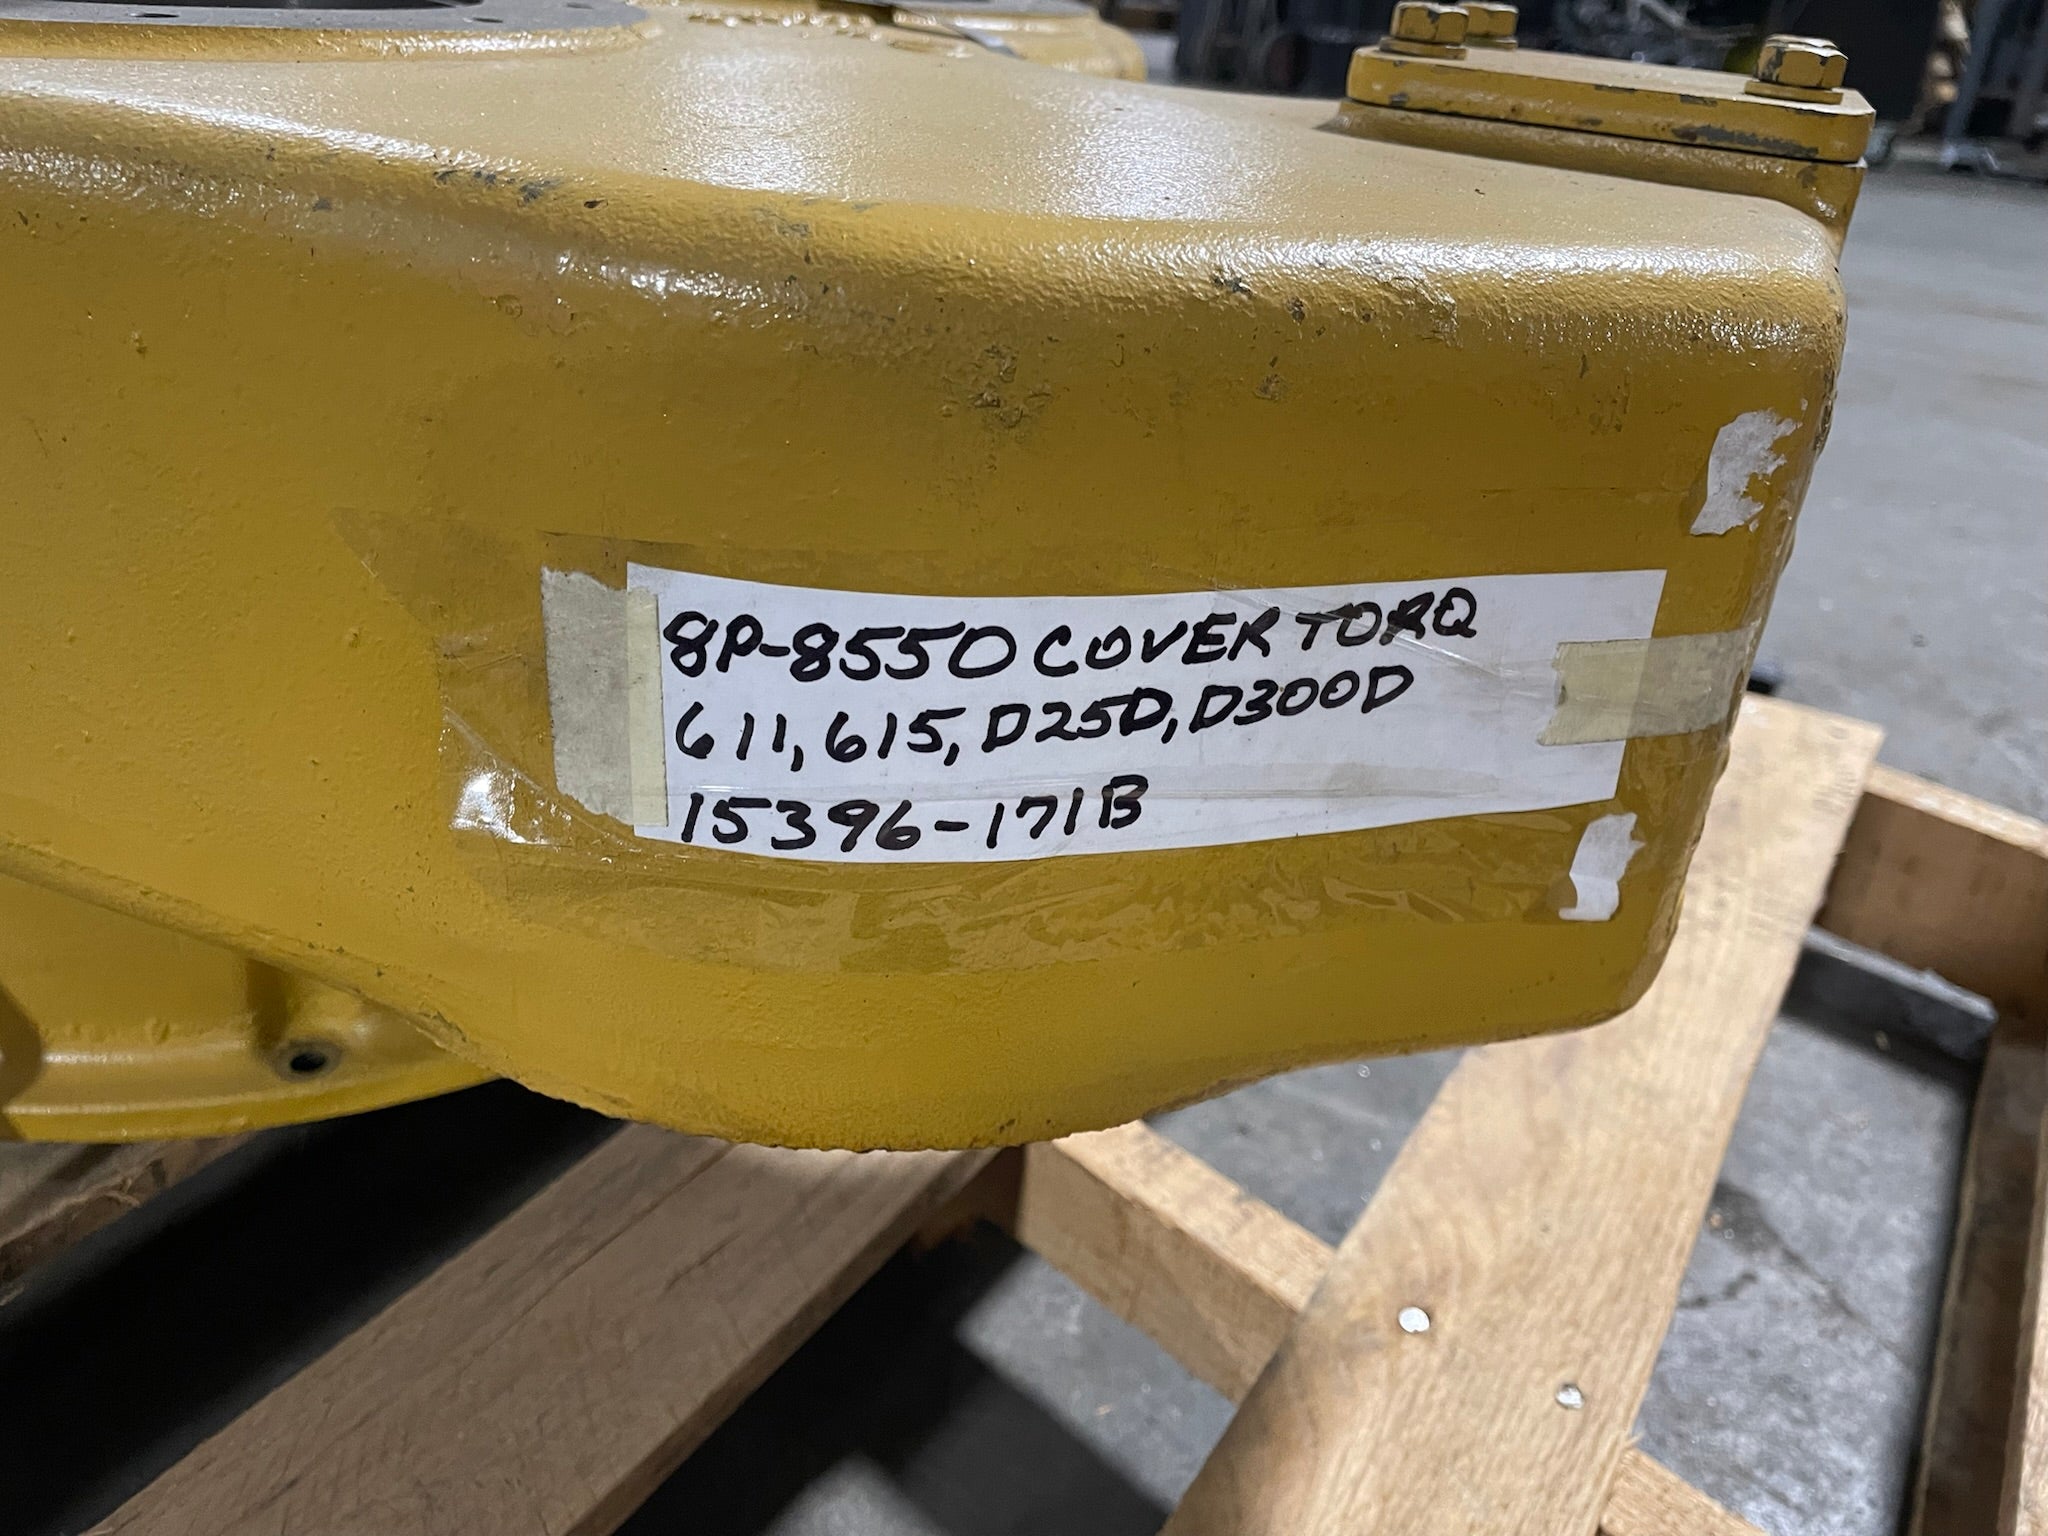 8P-8550 COVER TORQ
611, 615, D25D, D300D
15396-171B